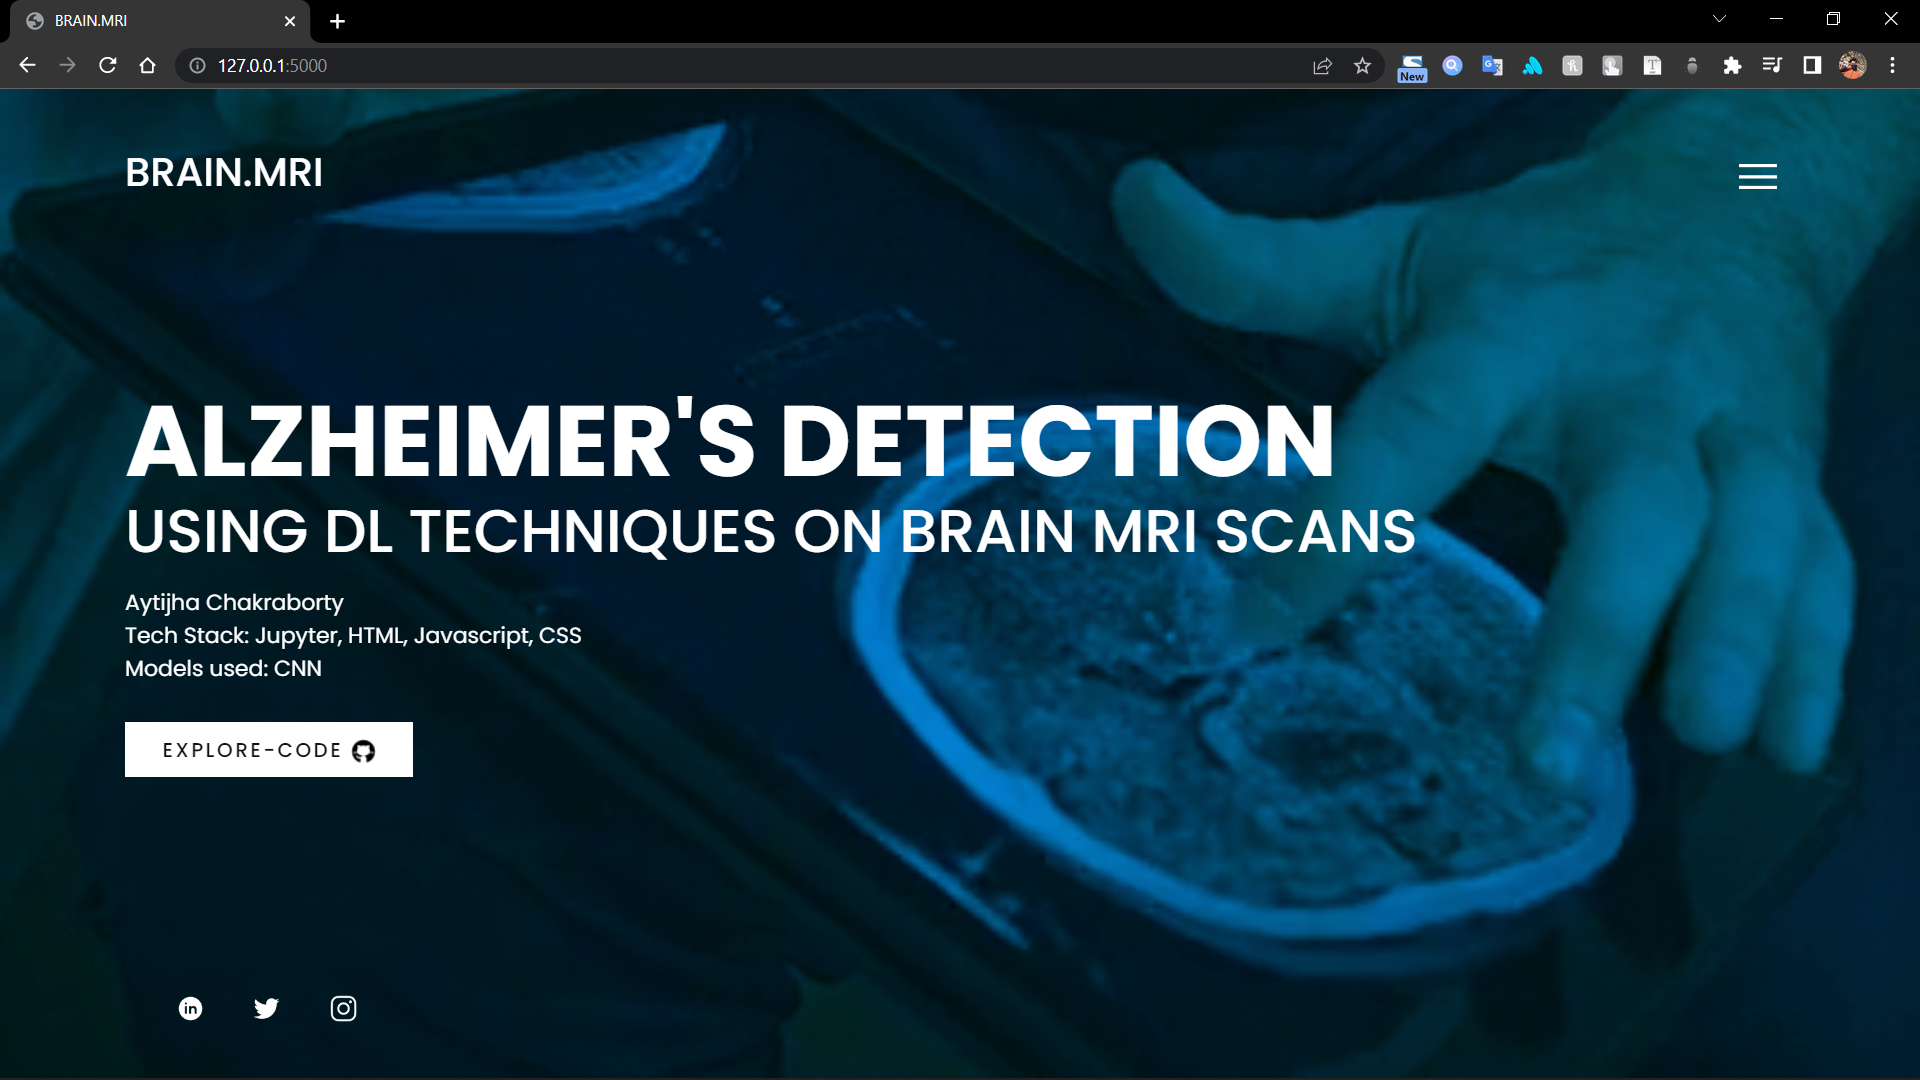 BRAIN.MRI
127.0.0.1:5000
New
BRAIN.MRI
ALZHEIMER'S DETECTION
USING DL TECHNIQUES ON BRAIN MRI SCANS
Aytijha Chakraborty
Tech Stack: Jupyter, HTML, Javascript, CSS
Models used: CNN
EXPLORE-CODE